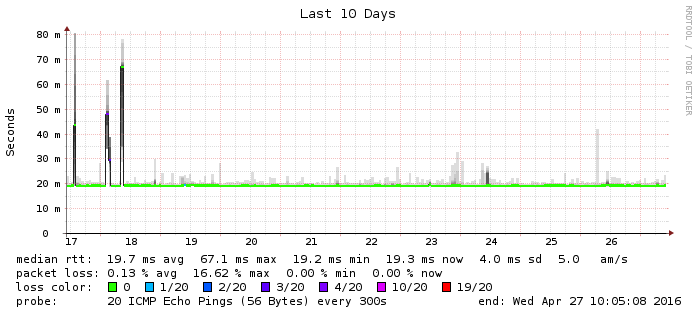 Last 10 Days
RRDTOOL / TOBI OETIKER
Seconds
80 m
70 m
60 m
50 m
40 m
30 m
20 m
10 m
0
17 18 19 20 21 22 23 24 25 26
median rtt: 19.7 ms avg 67.1 ms max 19.2 ms min 19.3 ms now 4.0 ms sd 5.0 am/s
packet loss: 0.13 % avg 16.62 % max 0.00 % min 0.00 % now
loss color: 0 1/20 2/20 3/20 4/20 10/20 19/20
probe: 20 ICMP Echo Pings (56 Bytes) every 300s end: Wed Apr 27 10:05:08 2016